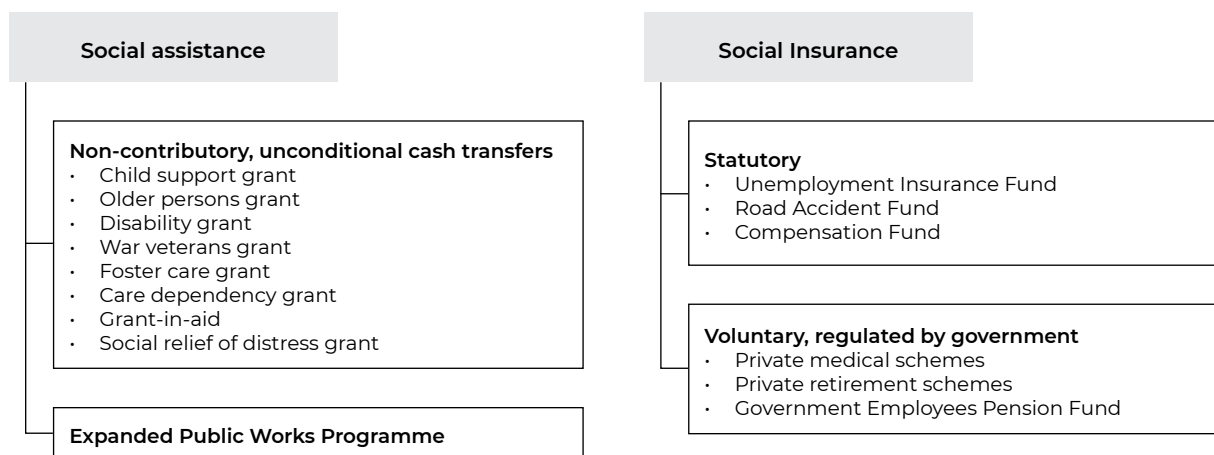 Social assistance
Non-contributory, unconditional cash transfers
• Child support grant
• Older persons grant
• Disability grant
• War veterans grant
• Foster care grant
• Care dependency grant
• Grant-in-aid
• Social relief of distress grant
Expanded Public Works Programme
Social Insurance
Statutory
• Unemployment Insurance Fund
• Road Accident Fund
• Compensation Fund
Voluntary, regulated by government
• Private medical schemes
• Private retirement schemes
• Government Employees Pension Fund